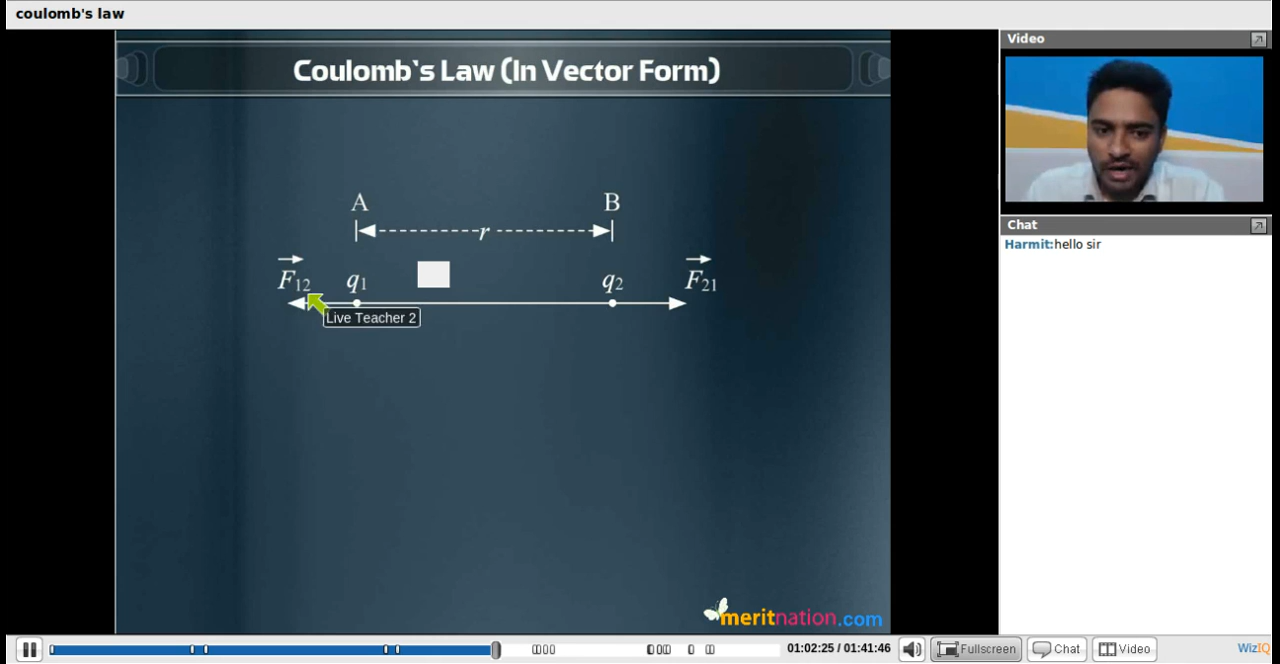 coulomb's law
Coulomb's Law (In Vector Form)
Video
A B
r
F12 q1 q2 F21
Live Teacher 2
Chat
Harmit:hello sir
meritnation.com
01:02:25 / 01:41:46 Fullscreen Chat Video WizIQ